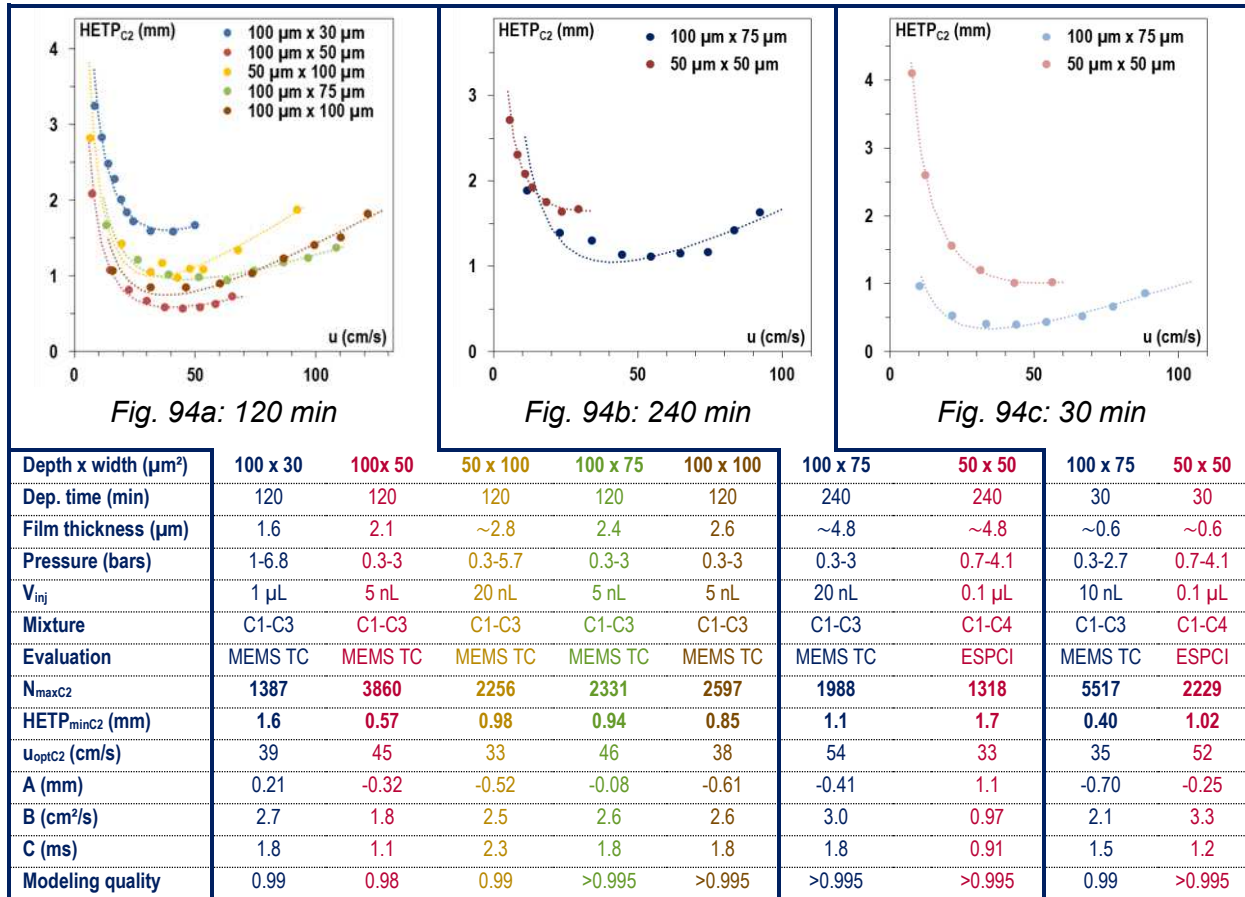 HETPC2 (mm)
100 µm x 30 µm
100 µm x 50 µm
50 µm x 100 µm
100 µm x 75 µm
100 µm x 100 µm
4
3
2
1
0
u (cm/s)
0 50 100
Fig. 94a: 120 min
HETPC2 (mm)
100 µm x 75 µm
50 µm x 50 µm
3
2
1
0
u (cm/s)
0 50 100
Fig. 94b: 240 min
HETPC2 (mm)
100 µm x 75 µm
50 µm x 50 µm
4
3
2
1
0
u (cm/s)
0 50 100
Fig. 94c: 30 min
Depth x width (µm²) 100 x 30 100x 50 50 x 100 100 x 75 100 x 100 100 x 75 50 x 50 100 x 75 50 x 50
Dep. time (min) 120 120 120 120 120 240 240 30 30
Film thickness (µm) 1.6 2.1 ~2.8 2.4 2.6 ~4.8 ~4.8 ~0.6 ~0.6
Pressure (bars) 1-6.8 0.3-3 0.3-5.7 0.3-3 0.3-3 0.3-3 0.7-4.1 0.3-2.7 0.7-4.1
Vinj 1 µL 5 nL 20 nL 5 nL 5 nL 20 nL 0.1 µL 10 nL 0.1 µL
Mixture C1-C3 C1-C3 C1-C3 C1-C3 C1-C3 C1-C3 C1-C4 C1-C3 C1-C4
Evaluation MEMS TC MEMS TC MEMS TC MEMS TC MEMS TC MEMS TC ESPCI MEMS TC ESPCI
NmaxC2 1387 3860 2256 2331 2597 1988 1318 5517 2229
HETPminC2 (mm) 1.6 0.57 0.98 0.94 0.85 1.1 1.7 0.40 1.02
uoptC2 (cm/s) 39 45 33 46 38 54 33 35 52
A (mm) 0.21 -0.32 -0.52 -0.08 -0.61 -0.41 1.1 -0.70 -0.25
B (cm²/s) 2.7 1.8 2.5 2.6 2.6 3.0 0.97 2.1 3.3
C (ms) 1.8 1.1 2.3 1.8 1.8 1.8 0.91 1.5 1.2
Modeling quality 0.99 0.98 0.99 >0.995 >0.995 >0.995 >0.995 0.99 >0.995